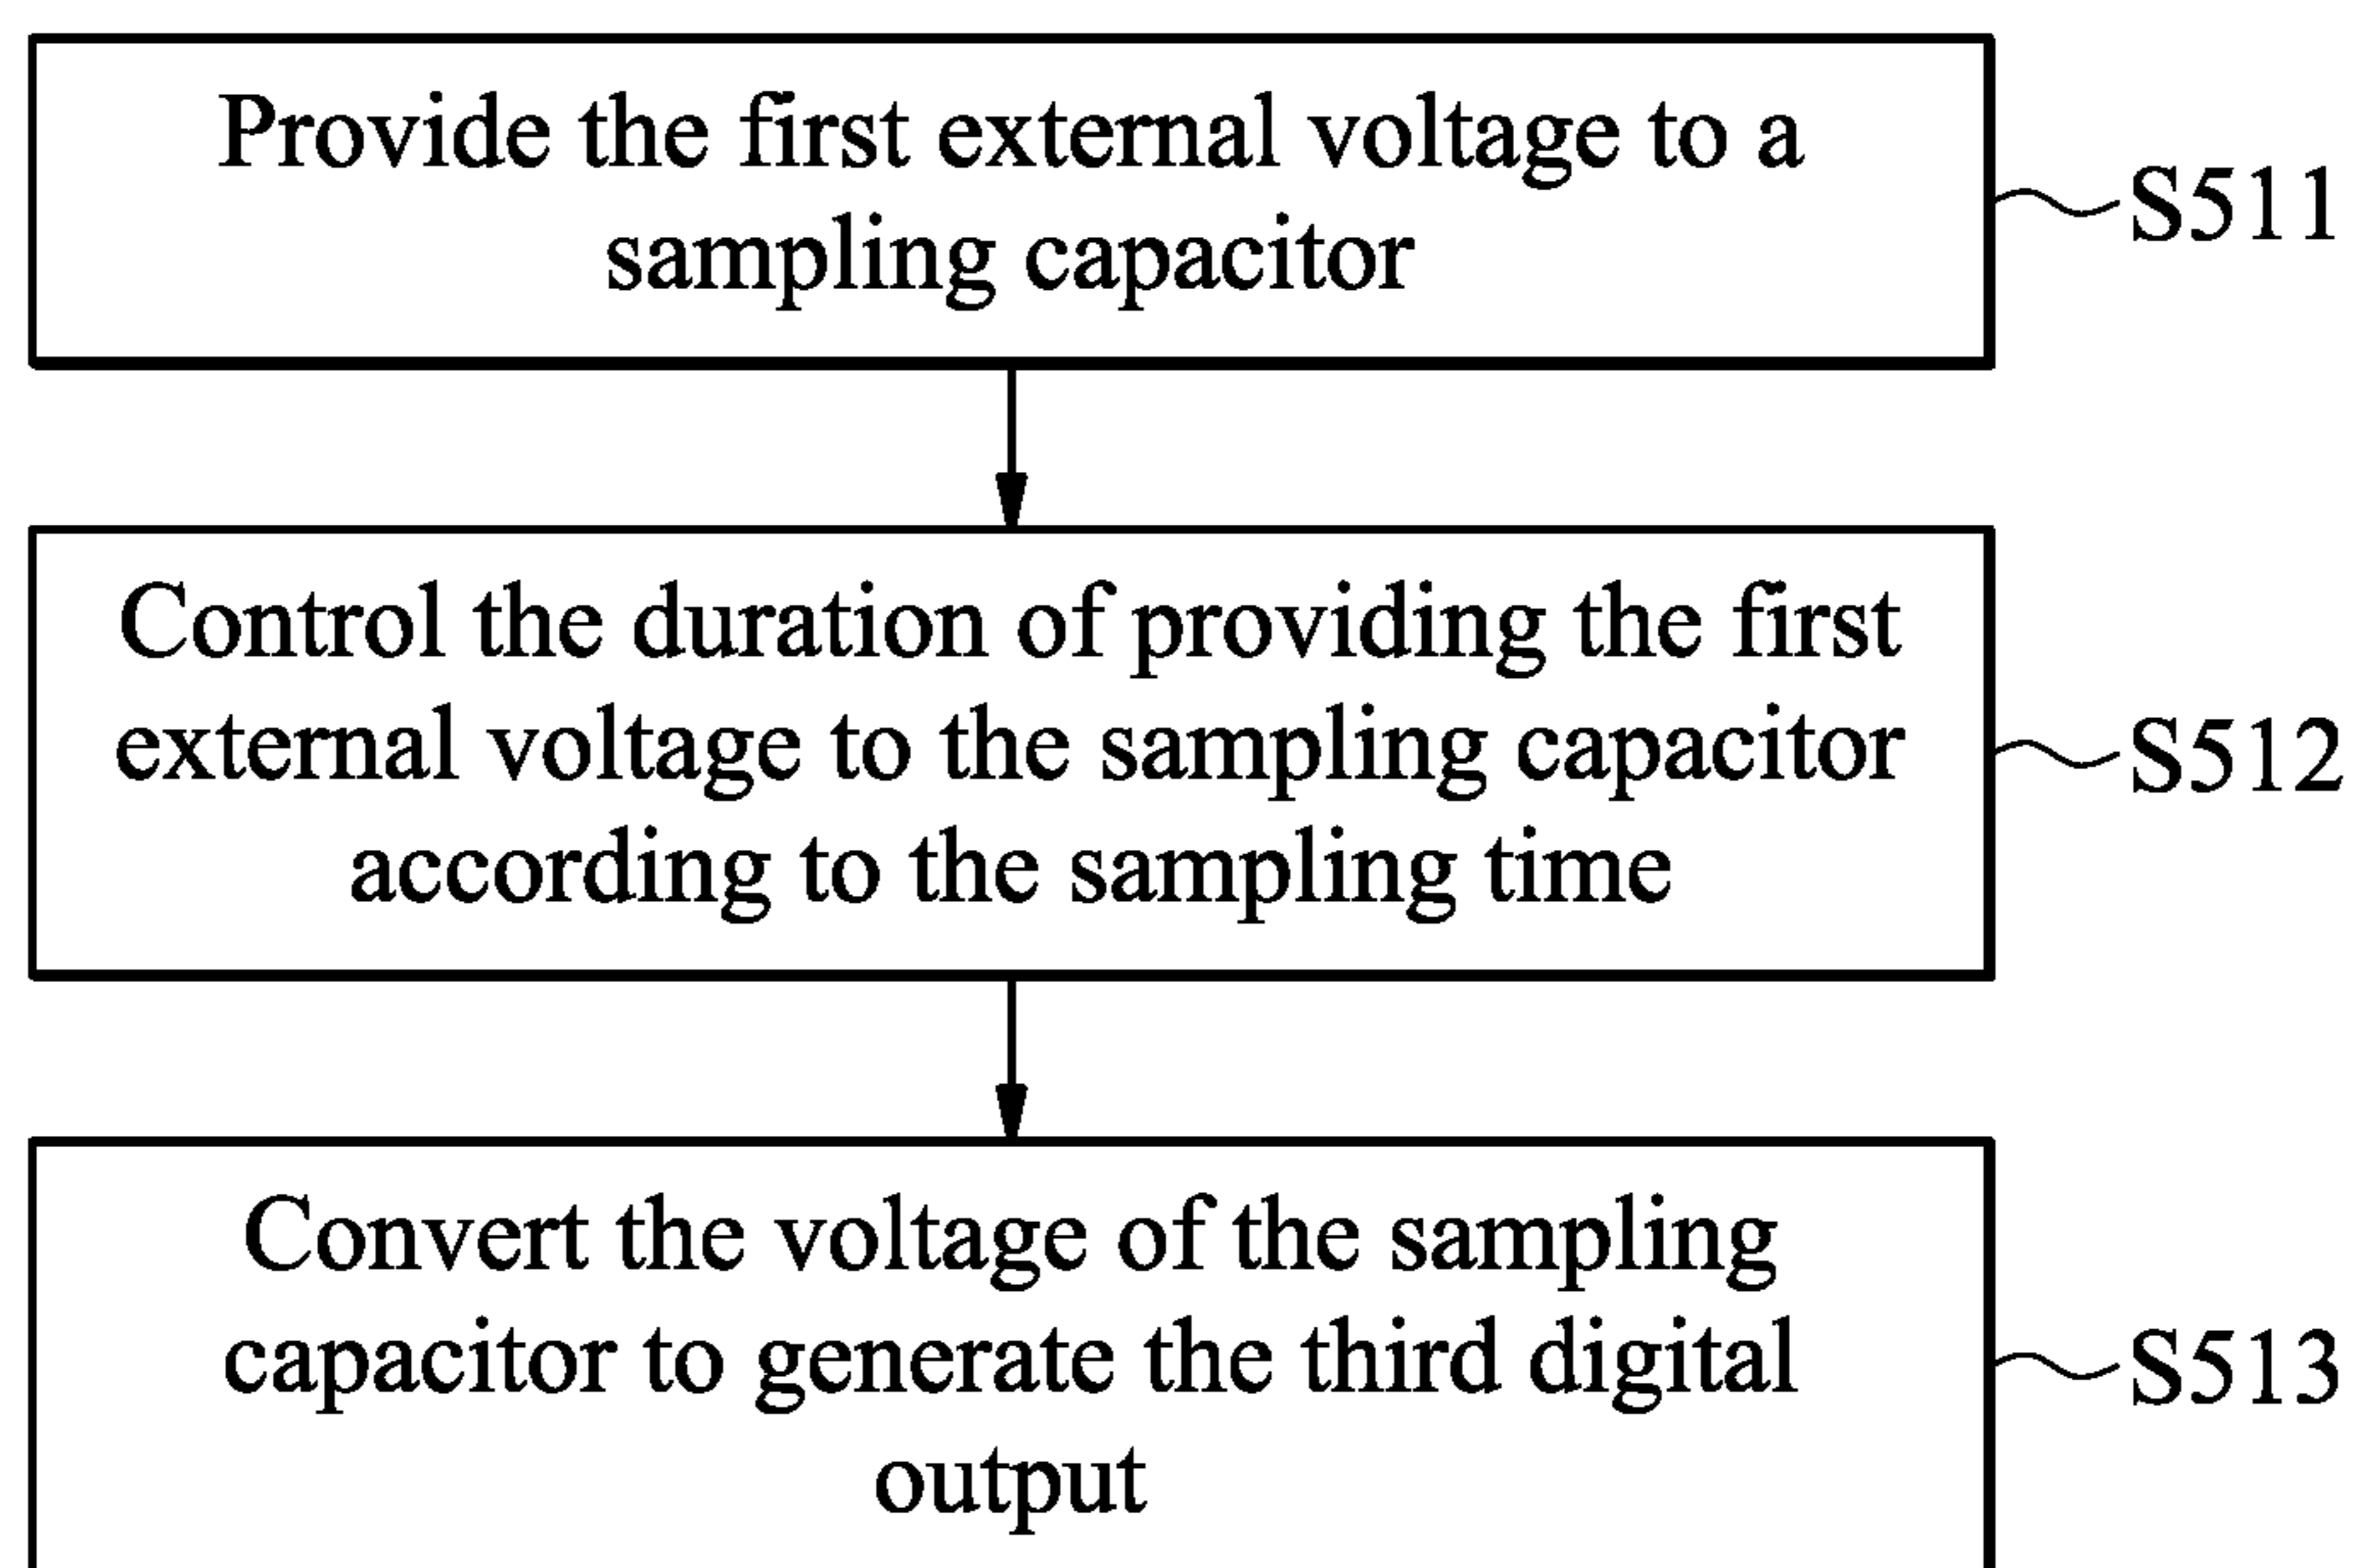 Provide the first external voltage to a
sampling capacitor
S511
Control the duration of providing the first
external voltage to the sampling capacitor
according to the sampling time
S512
Convert the voltage of the sampling
capacitor to generate the third digital
output
S513